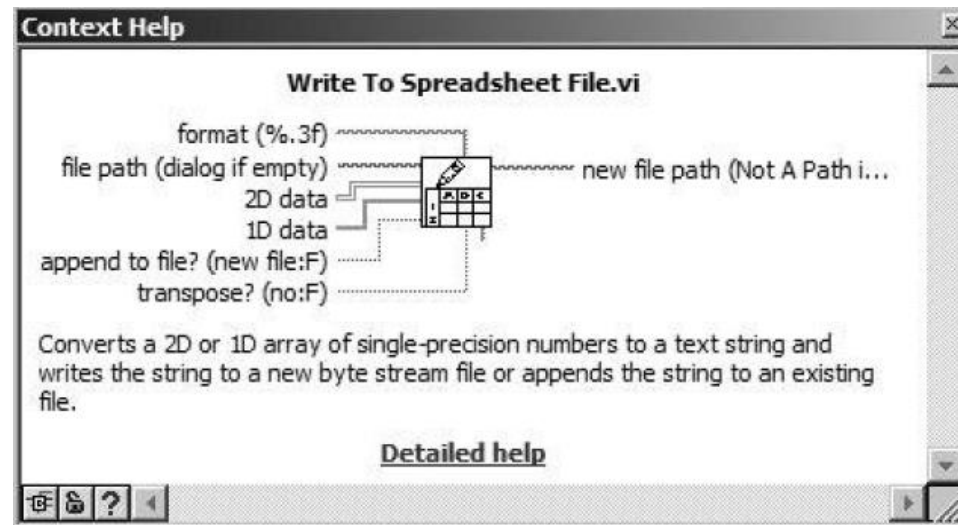 Context Help
Write To Spreadsheet File.vi
format (%.3f)
file path (dialog if empty)
new file path (Not A Path i...
2D data
1D data
append to file? (new file:F)
transpose? (no:F)
Converts a 2D or 1D array of single-precision numbers to a text string and
writes the string to a new byte stream file or appends the string to an existing
file.
Detailed help
?